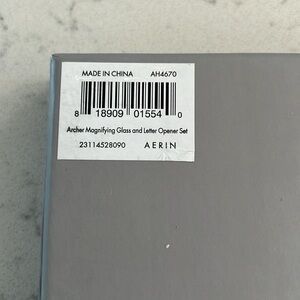 MADE IN CHINA AH4670
8 18909 01554 0
Archer Magnifying Glass and Letter Opener Set
23114528090 AERIN